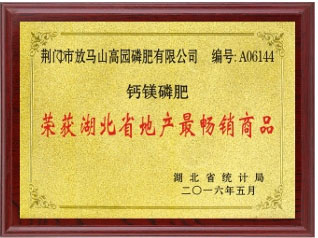 荆门市放马山高园磷肥有限公司 编号:A06144
钙镁磷肥
荣获湖北省地产最畅销商品
湖北省统计局
二〇一六年五月